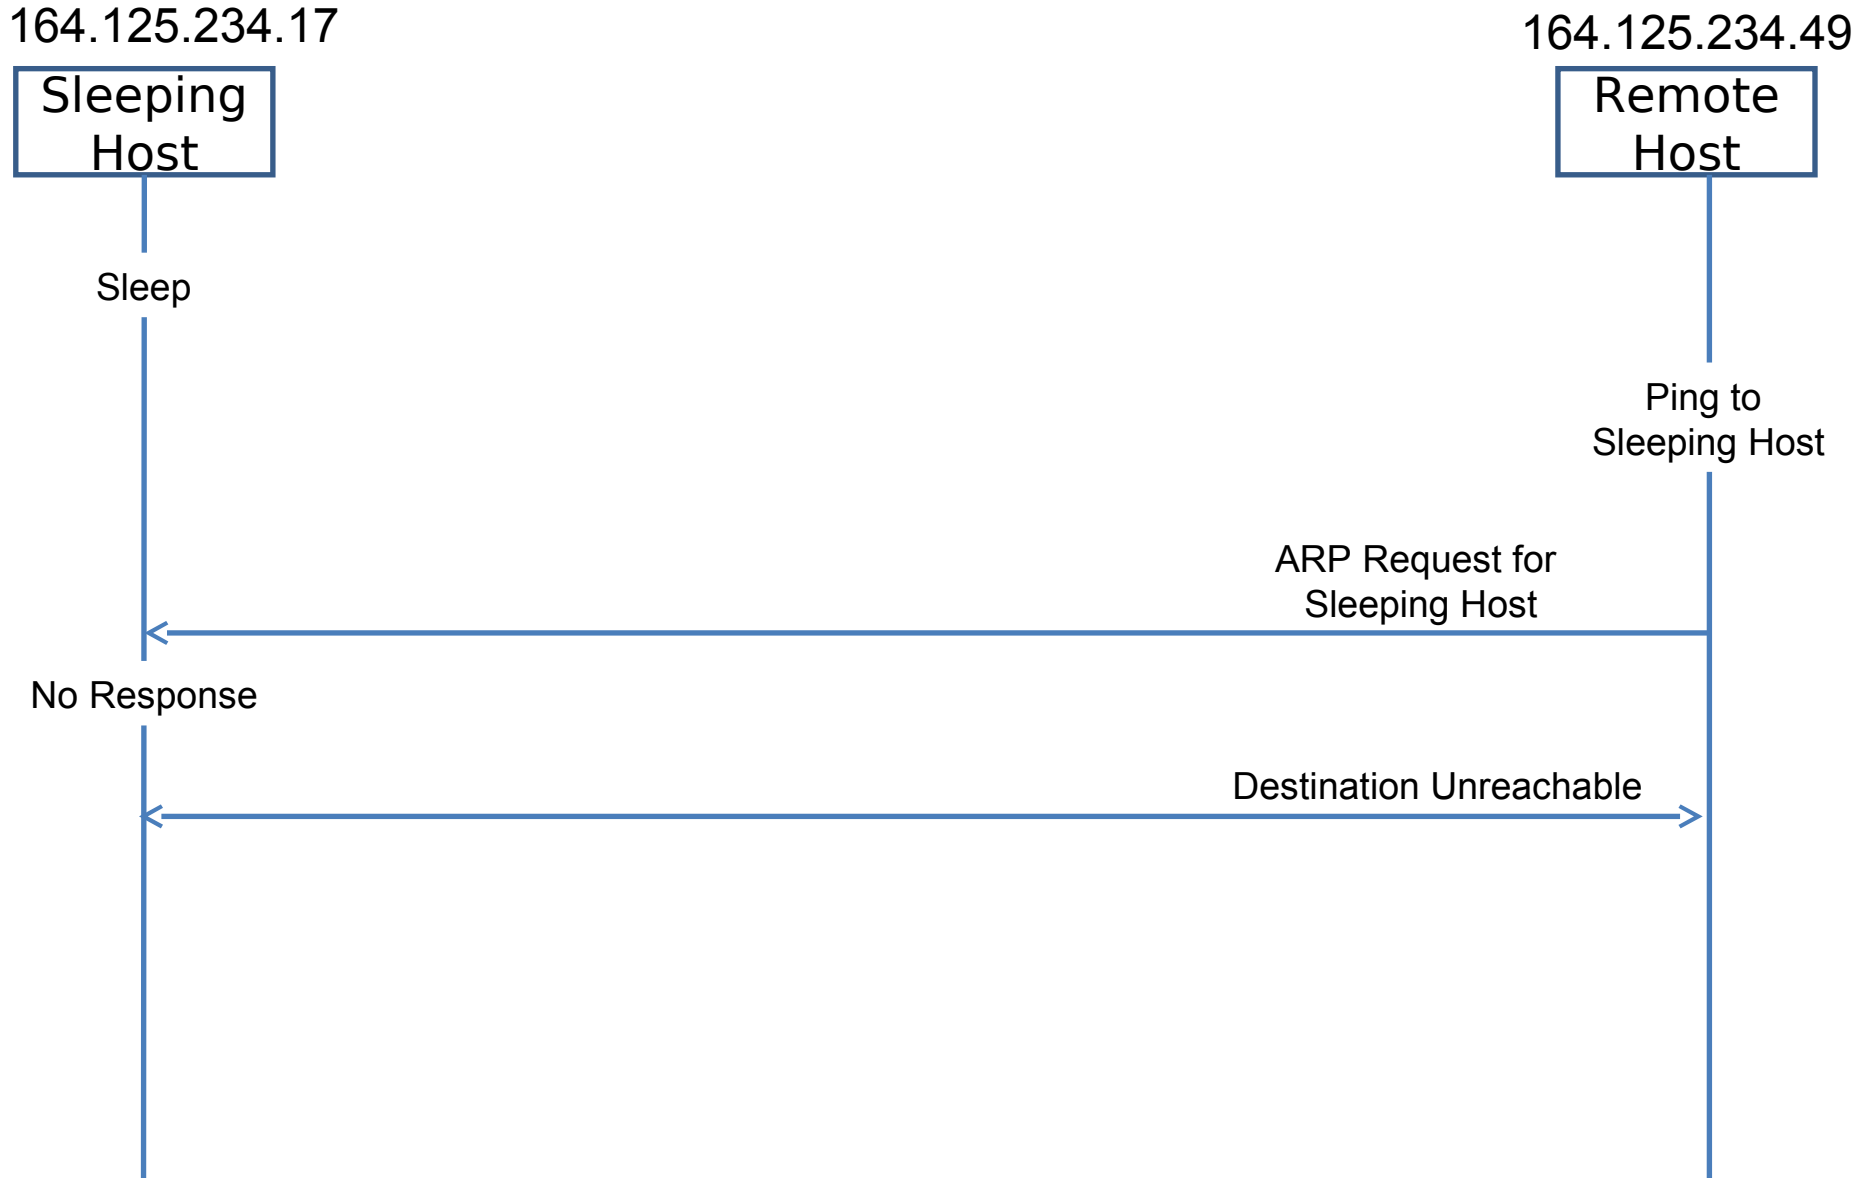 164.125.234.17
164.125.234.49
Sleeping
Host
Remote
Host
Sleep
Ping to
Sleeping Host
ARP Request for
Sleeping Host
No Response
Destination Unreachable